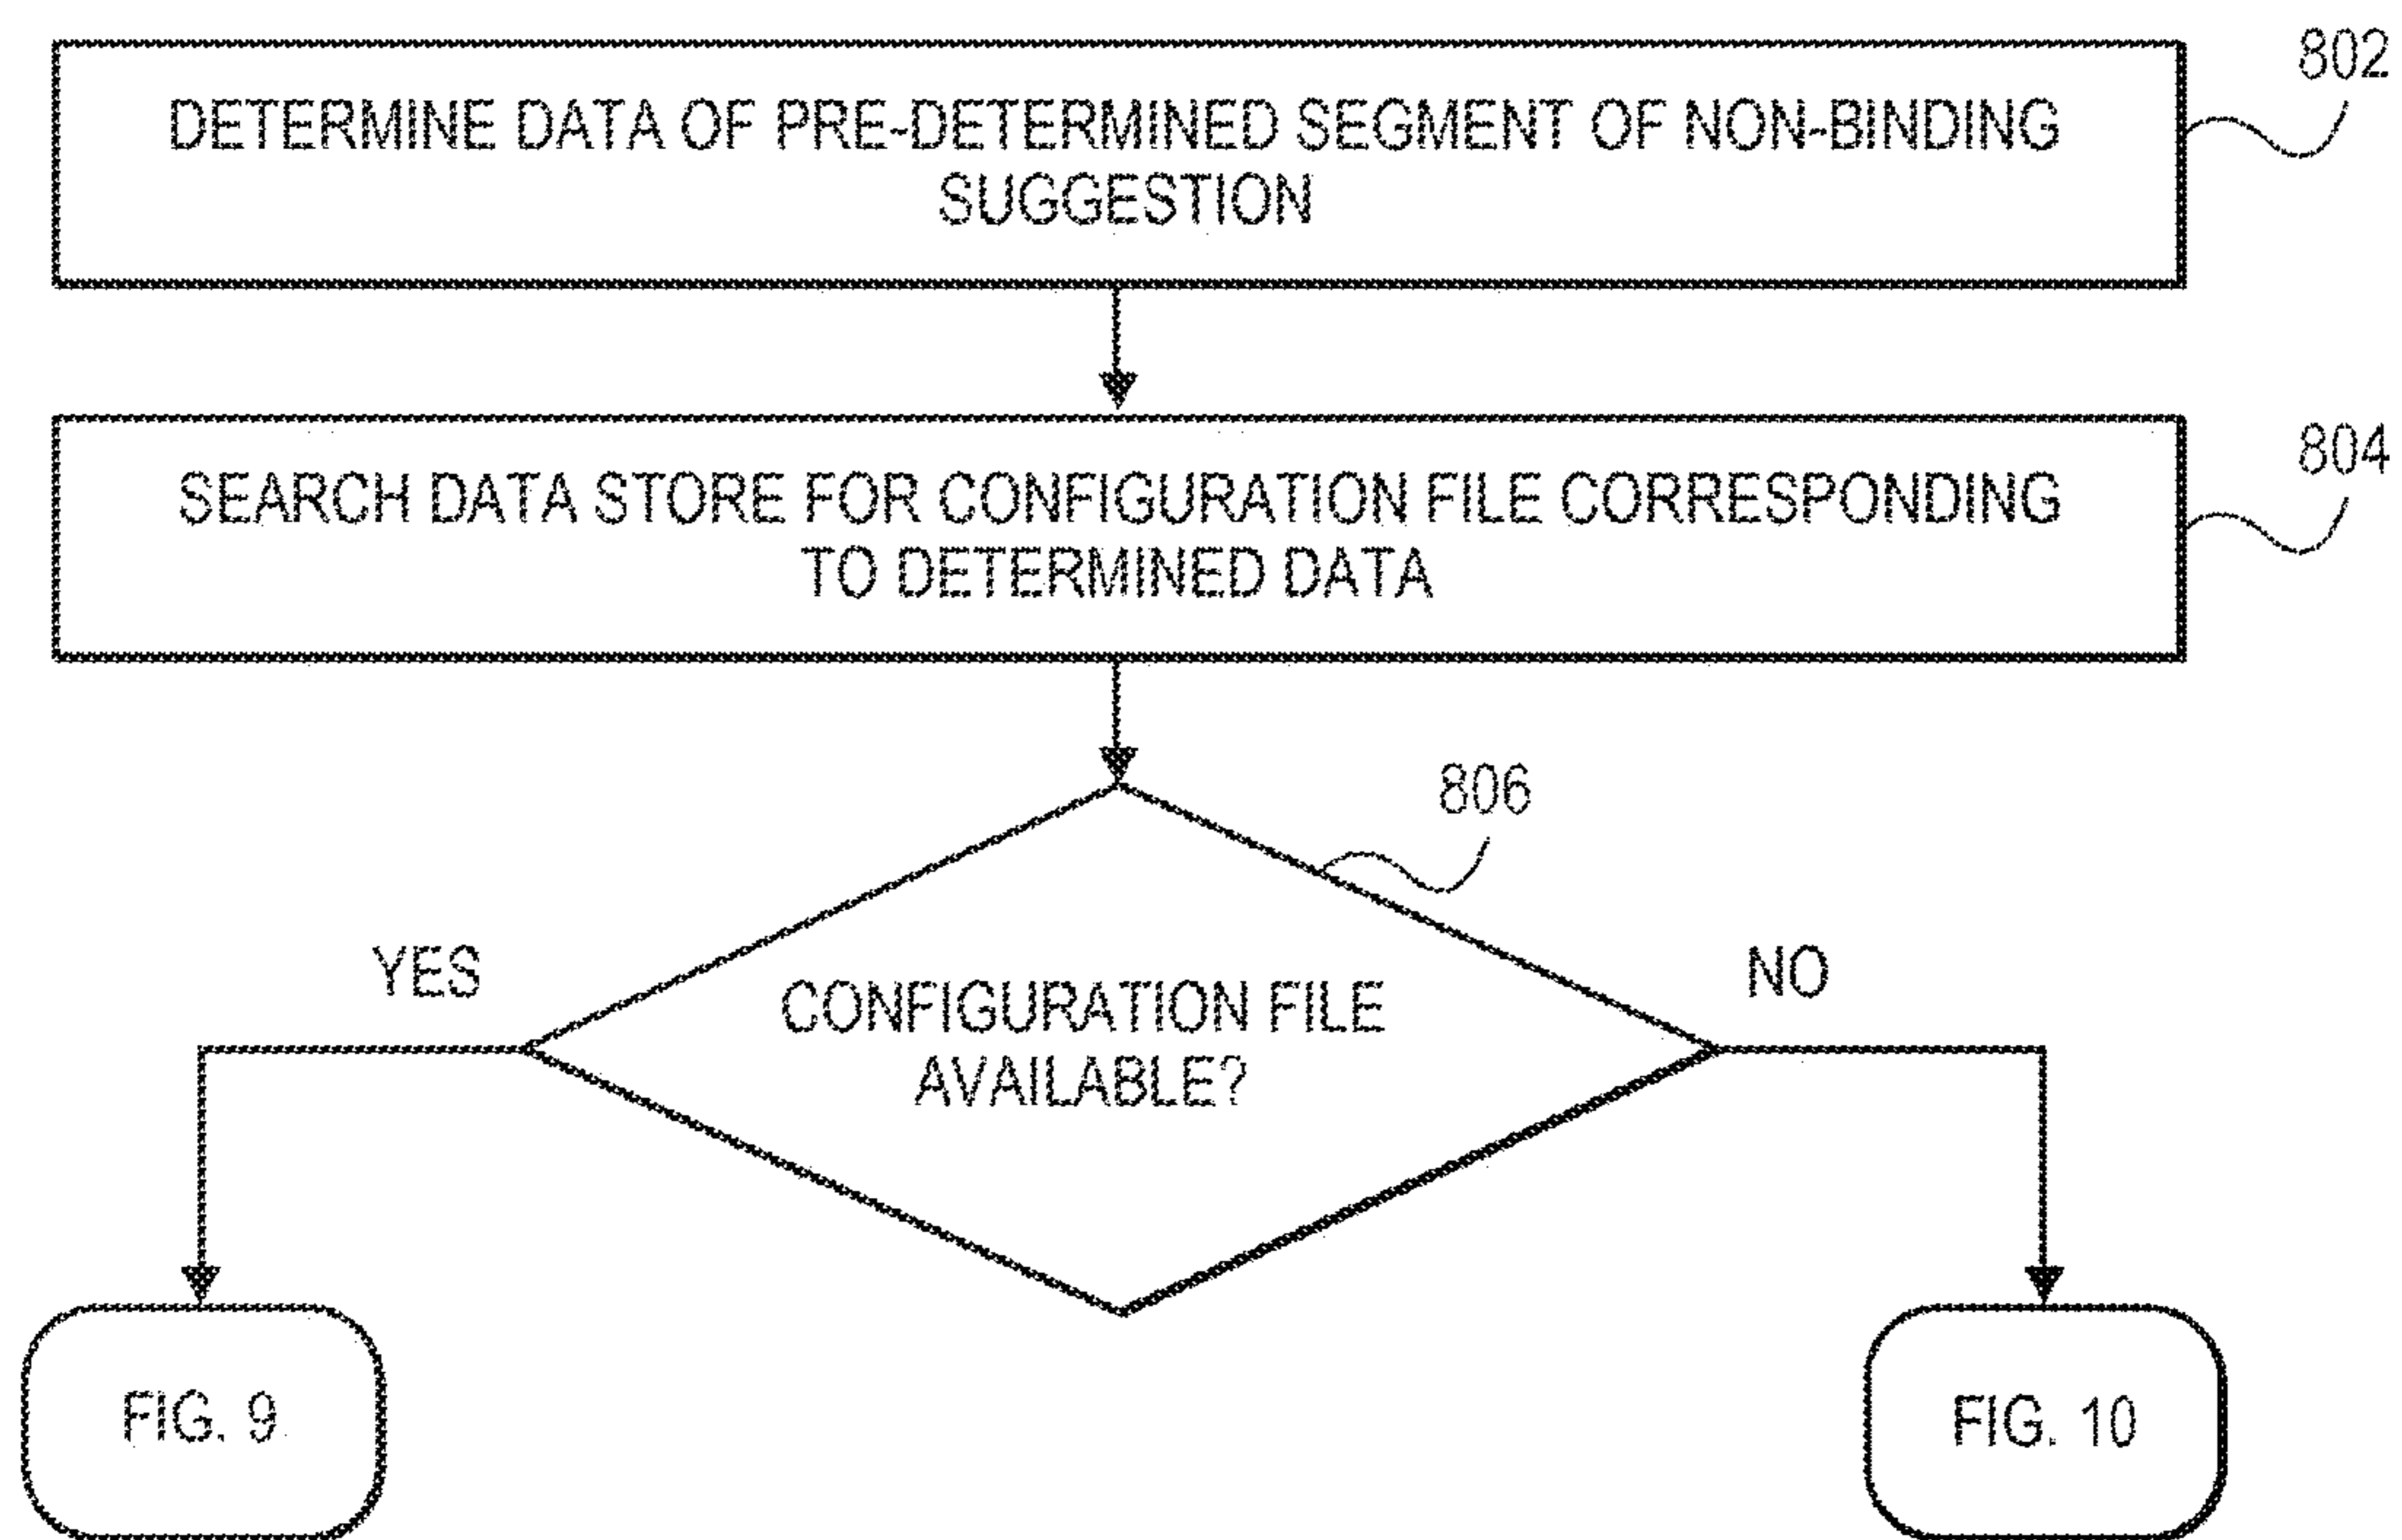 802
DETERMINE DATA OF PRE-DETERMINED SEGMENT OF NON-BINDING
SUGGESTION
804
SEARCH DATA STORE FOR CONFIGURATION FILE CORRESPONDING
TO DETERMINED DATA
806
YES
NO
CONFIGURATION FILE
AVAILABLE?
FIG. 9
FIG. 10